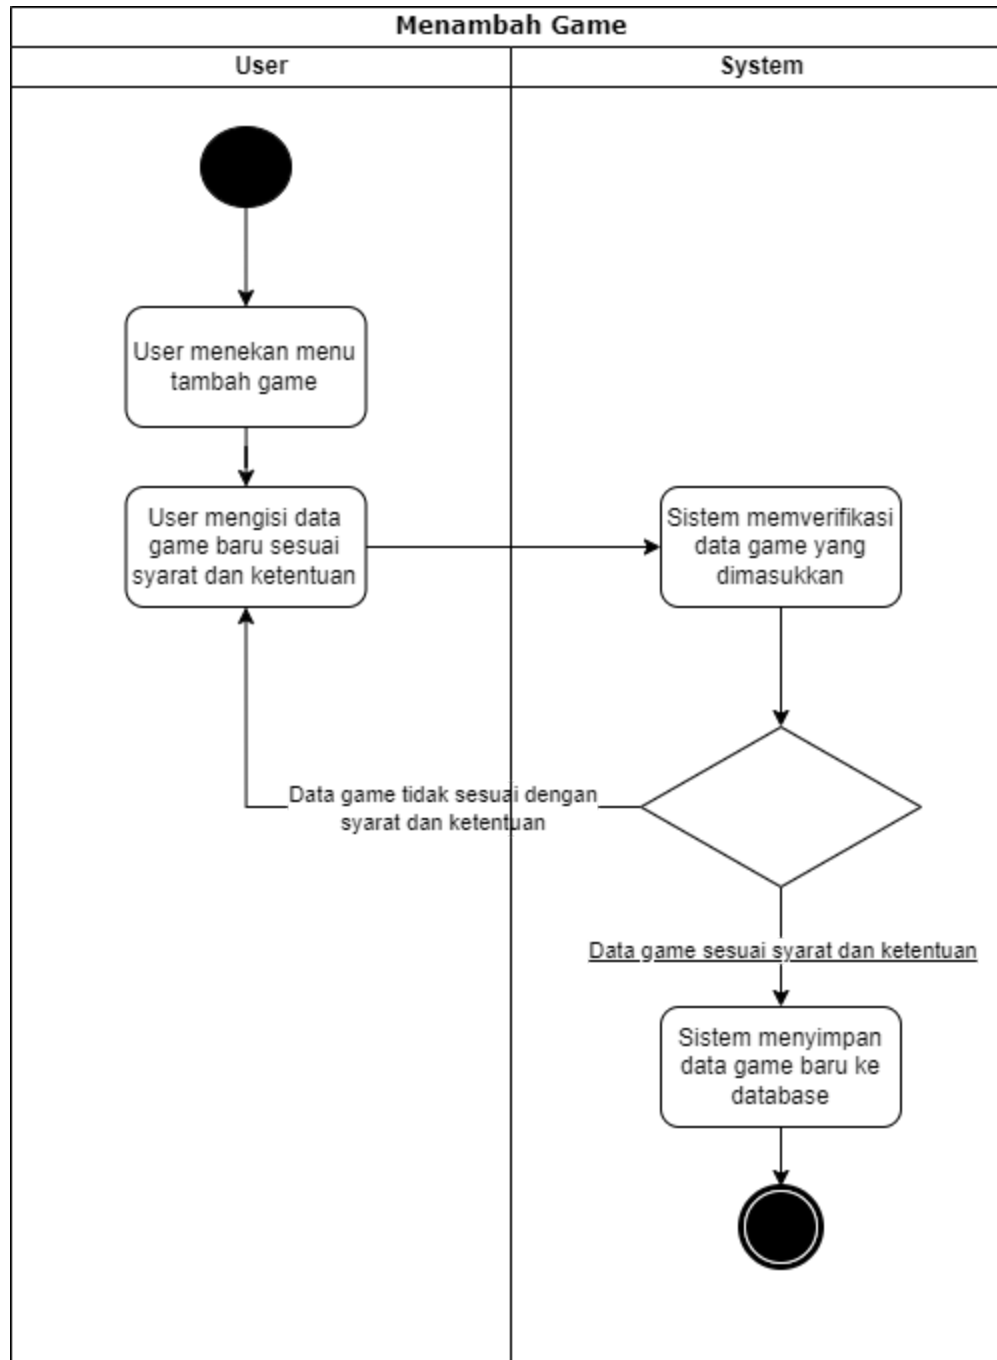 Menambah Game
User
System
User menekan menu
tambah game
User mengisi data
game baru sesuai
syarat dan ketentuan
Sistem memverifikasi
data game yang
dimasukkan
Data game tidak sesuai dengan
syarat dan ketentuan
Data game sesuai syarat dan ketentuan
Sistem menyimpan
data game baru ke
database